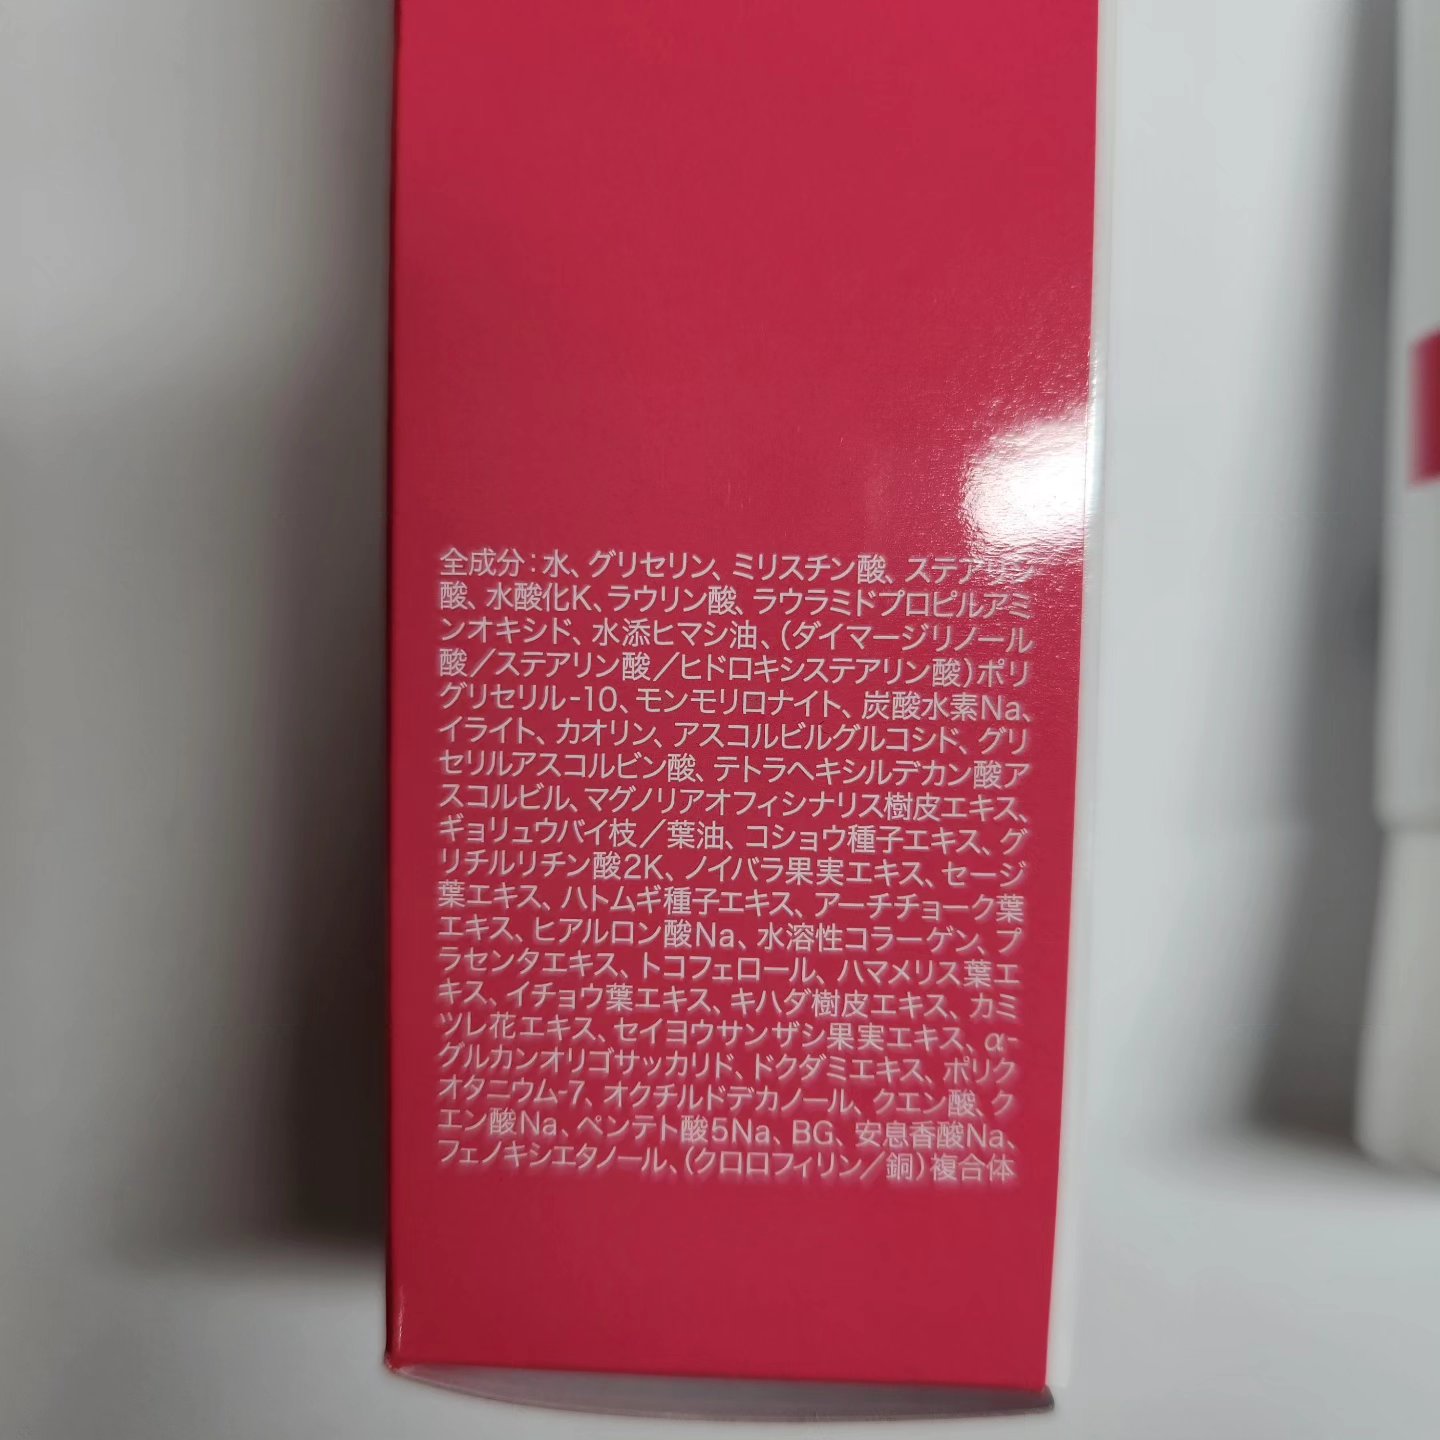 全成分：水、グリセリン、ミリスチン酸、ステアリン
酸、水酸化K、ラウリン酸、ラウラミドプロピルアミ
ンオキシド、水添ヒマシ油、（ダイマージリノール
酸／ステアリン酸／ヒドロキシステアリン酸）ポリ
グリセリル-10、モンモリロナイト、炭酸水素Na、
イライト、カオリン、アスコルビルグルコシド、グリ
セリルアスコルビン酸、テトラヘキシルデカン酸ア
スコルビル、マグノリアオフィシナリス樹皮エキス、
ギョリュウバイ枝／葉油、コショウ種子エキス、グ
リチルリチン酸2K、ノイバラ果実エキス、セージ
葉エキス、ハトムギ種子エキス、アーチチョーク葉
エキス、ヒアルロン酸Na、水溶性コラーゲン、プ
ラセンタエキス、トコフェロール、ハマメリス葉エ
キス、イチョウ葉エキス、キハダ樹皮エキス、カミ
ツレ花エキス、セイヨウサンザシ果実エキス、α-
グルカンオリゴサッカリド、ドクダミエキス、ポリク
オタニウム-7、オクチルドデカノール、クエン酸、ク
エン酸Na、ペンテト酸5Na、BG、安息香酸Na、
フェノキシエタノール、（クロロフィリン／銅）複合体